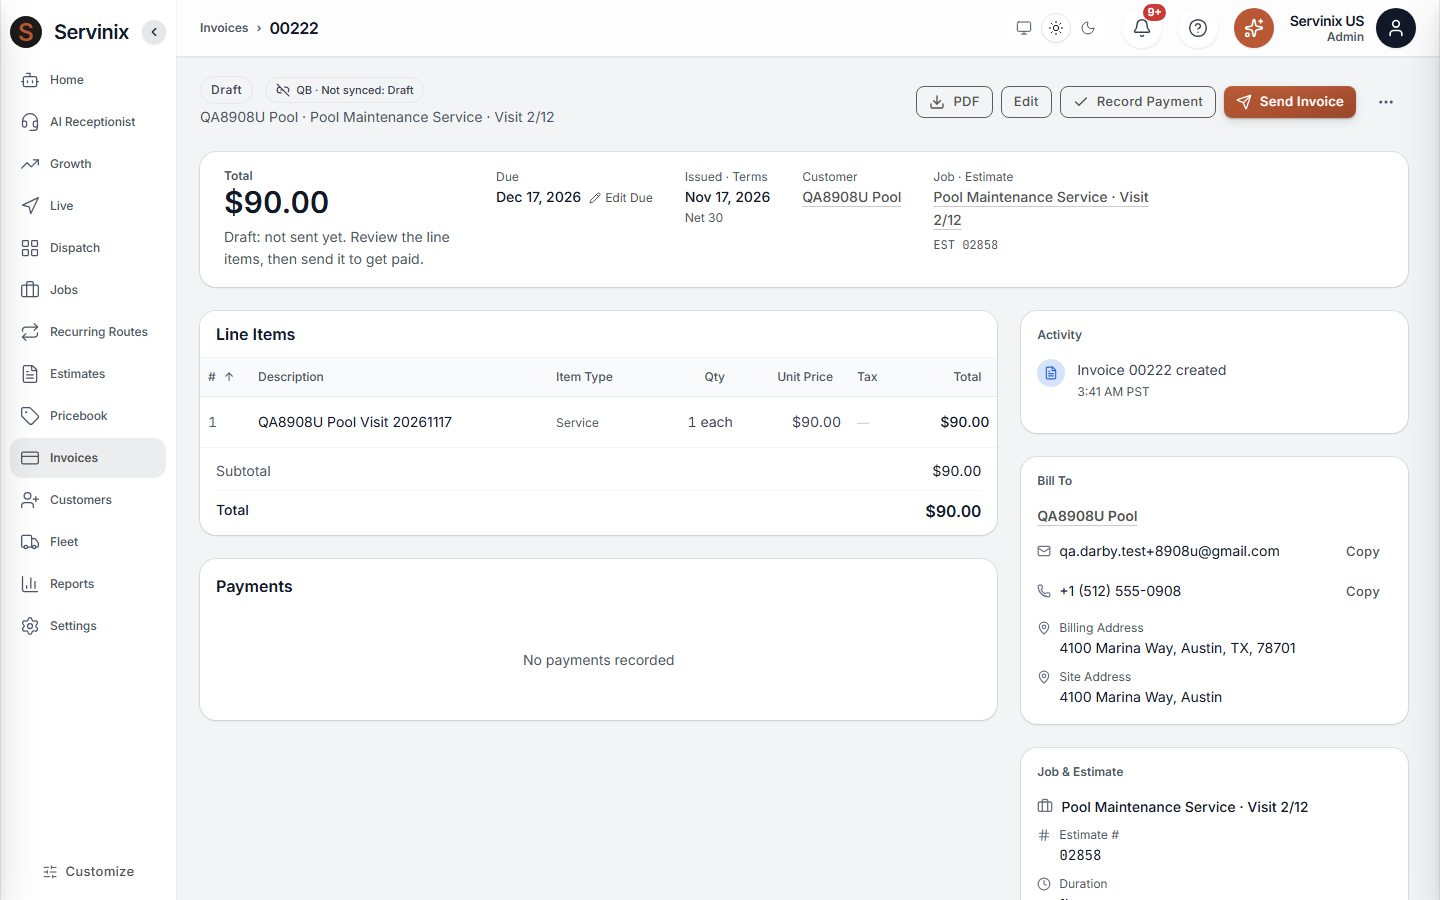 S Servinix
Invoices › 00222
9+
Servinix US
Admin
Home
AI Receptionist
Growth
Live
Dispatch
Jobs
Recurring Routes
Estimates
Pricebook
Invoices
Customers
Fleet
Reports
Settings
Customize
Draft
QB · Not synced: Draft
QA8908U Pool · Pool Maintenance Service · Visit 2/12
PDF
Edit
Record Payment
Send Invoice
Total
$90.00
Draft: not sent yet. Review the line
items, then send it to get paid.
Due
Dec 17, 2026 Edit Due
Issued · Terms
Nov 17, 2026
Net 30
Customer
QA8908U Pool
Job · Estimate
Pool Maintenance Service · Visit
2/12
EST 02858
Line Items
# ↑ Description Item Type Qty Unit Price Tax Total
1 QA8908U Pool Visit 20261117 Service 1 each $90.00 — $90.00
Subtotal $90.00
Total $90.00
Payments
No payments recorded
Activity
Invoice 00222 created
3:41 AM PST
Bill To
QA8908U Pool
qa.darby.test+8908u@gmail.com Copy
+1 (512) 555-0908 Copy
Billing Address
4100 Marina Way, Austin, TX, 78701
Site Address
4100 Marina Way, Austin
Job & Estimate
Pool Maintenance Service · Visit 2/12
Estimate #
02858
Duration